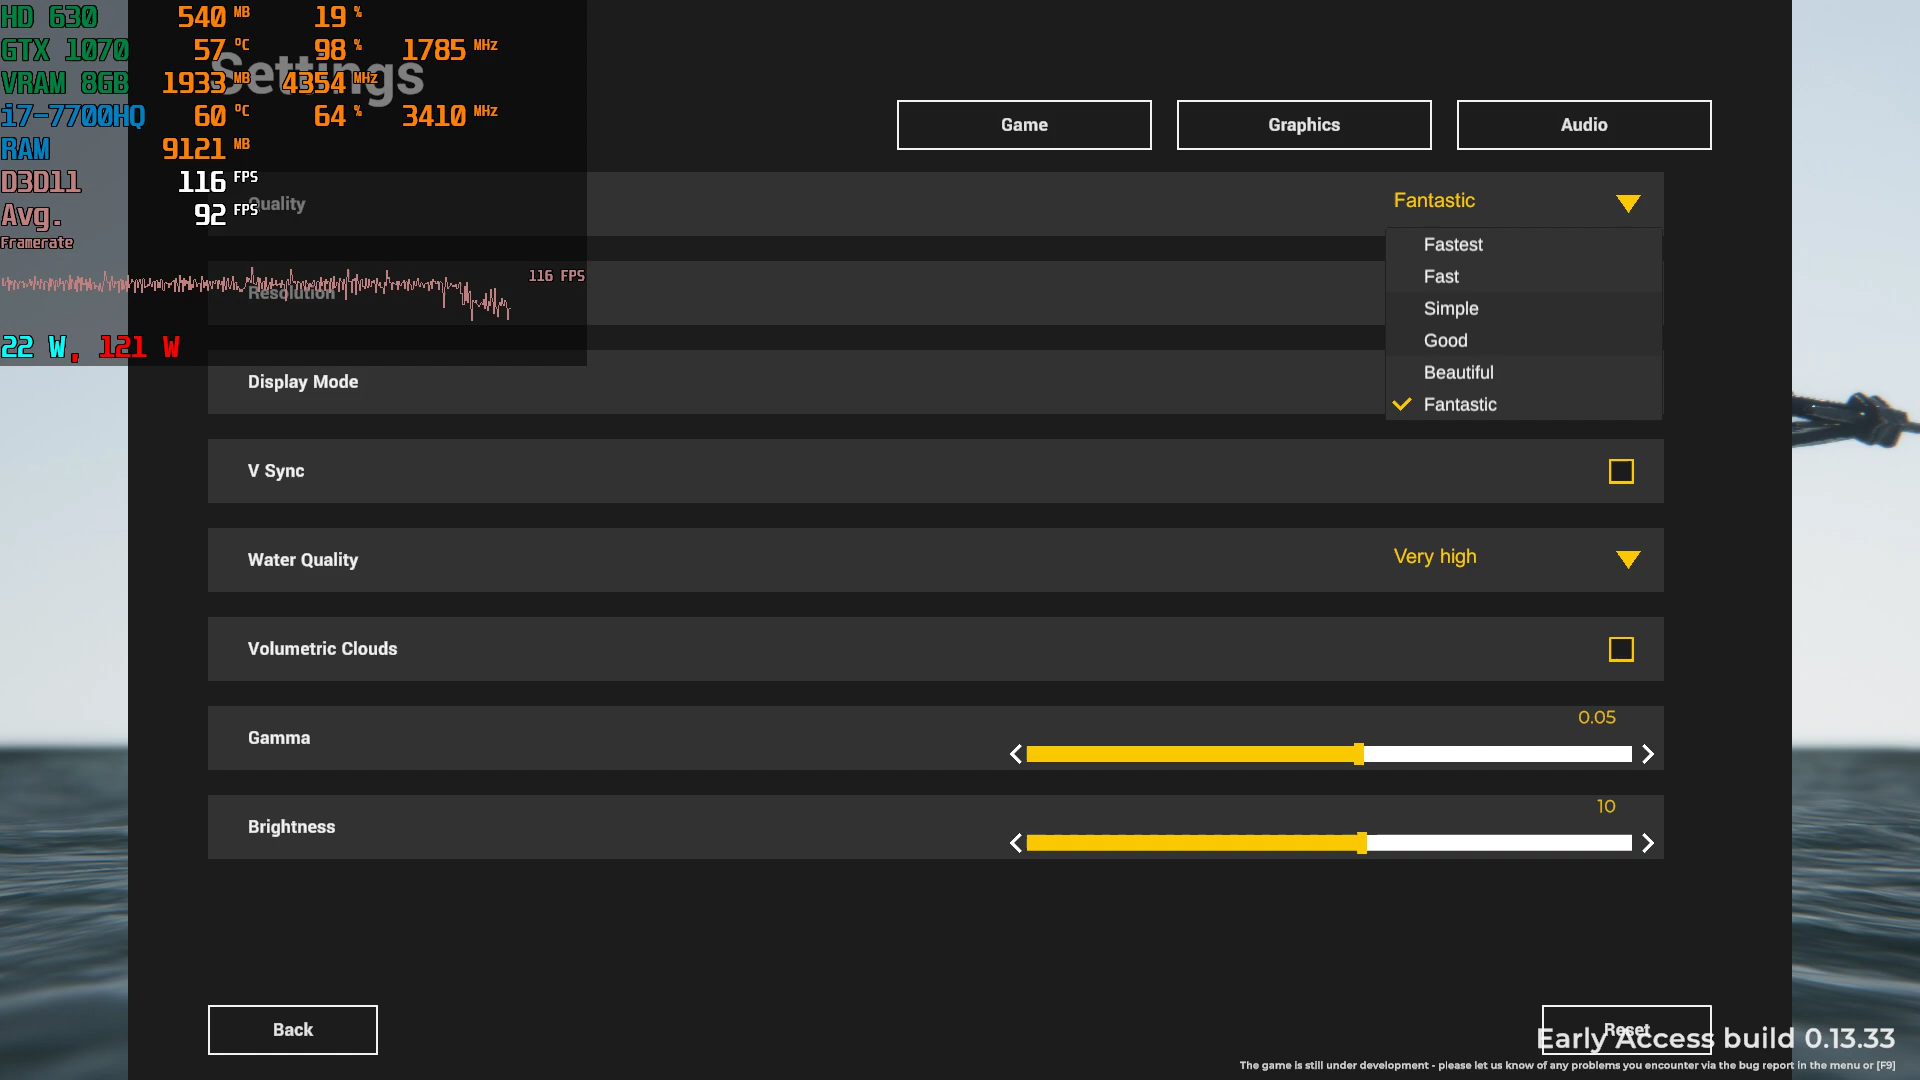 HD 630 540 MB 19 %
GTX 1070 57 °C 98 % 1785 MHz
Settings
VRAM 8GB 1933 MB 4354 MHz
i7-7700HQ 60 °C 64 % 3410 MHz
RAM 9121 MB
D3D11 116 FPS
Avg. 92 FPS
Framerate
116 FPS
22 W, 121 W
Game Graphics Audio
Quality Fantastic
Fastest
Fast
Simple
Good
Beautiful
Fantastic
Resolution
Display Mode
V Sync
Water Quality Very high
Volumetric Clouds
Gamma 0.05
Brightness 10
Back Reset
Early Access build 0.13.33
The game is still under development - please let us know of any problems you encounter via the bug report in the menu or [F9]